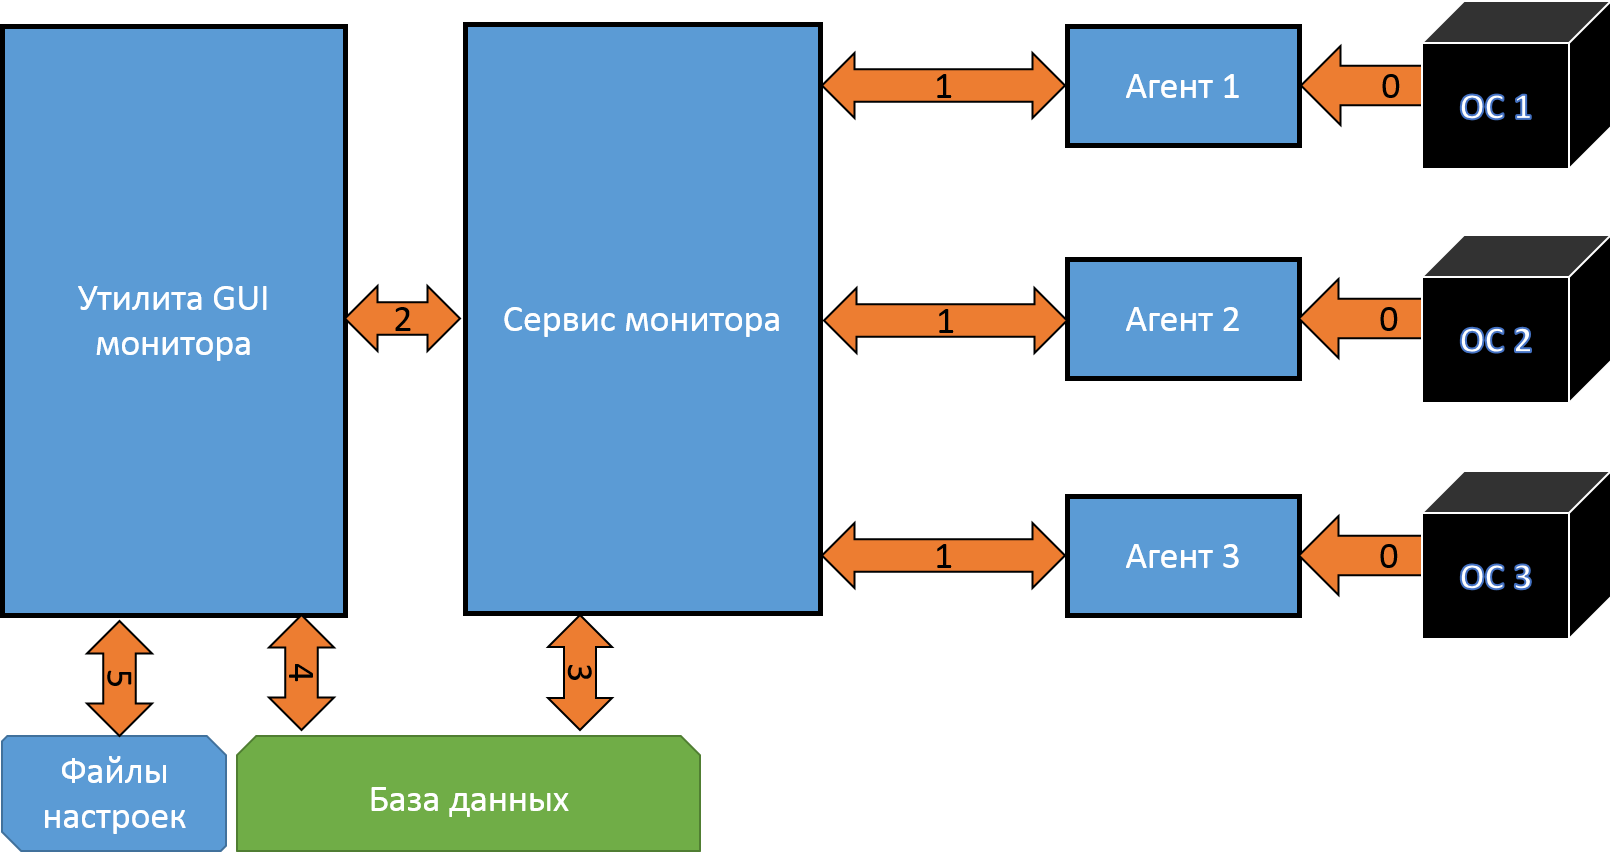 Утилита GUI
монитора
2
Сервис монитора
1
Агент 1
0
ОС 1
1
Агент 2
0
ОС 2
1
Агент 3
0
ОС 3
5
4
3
Файлы
настроек
База данных